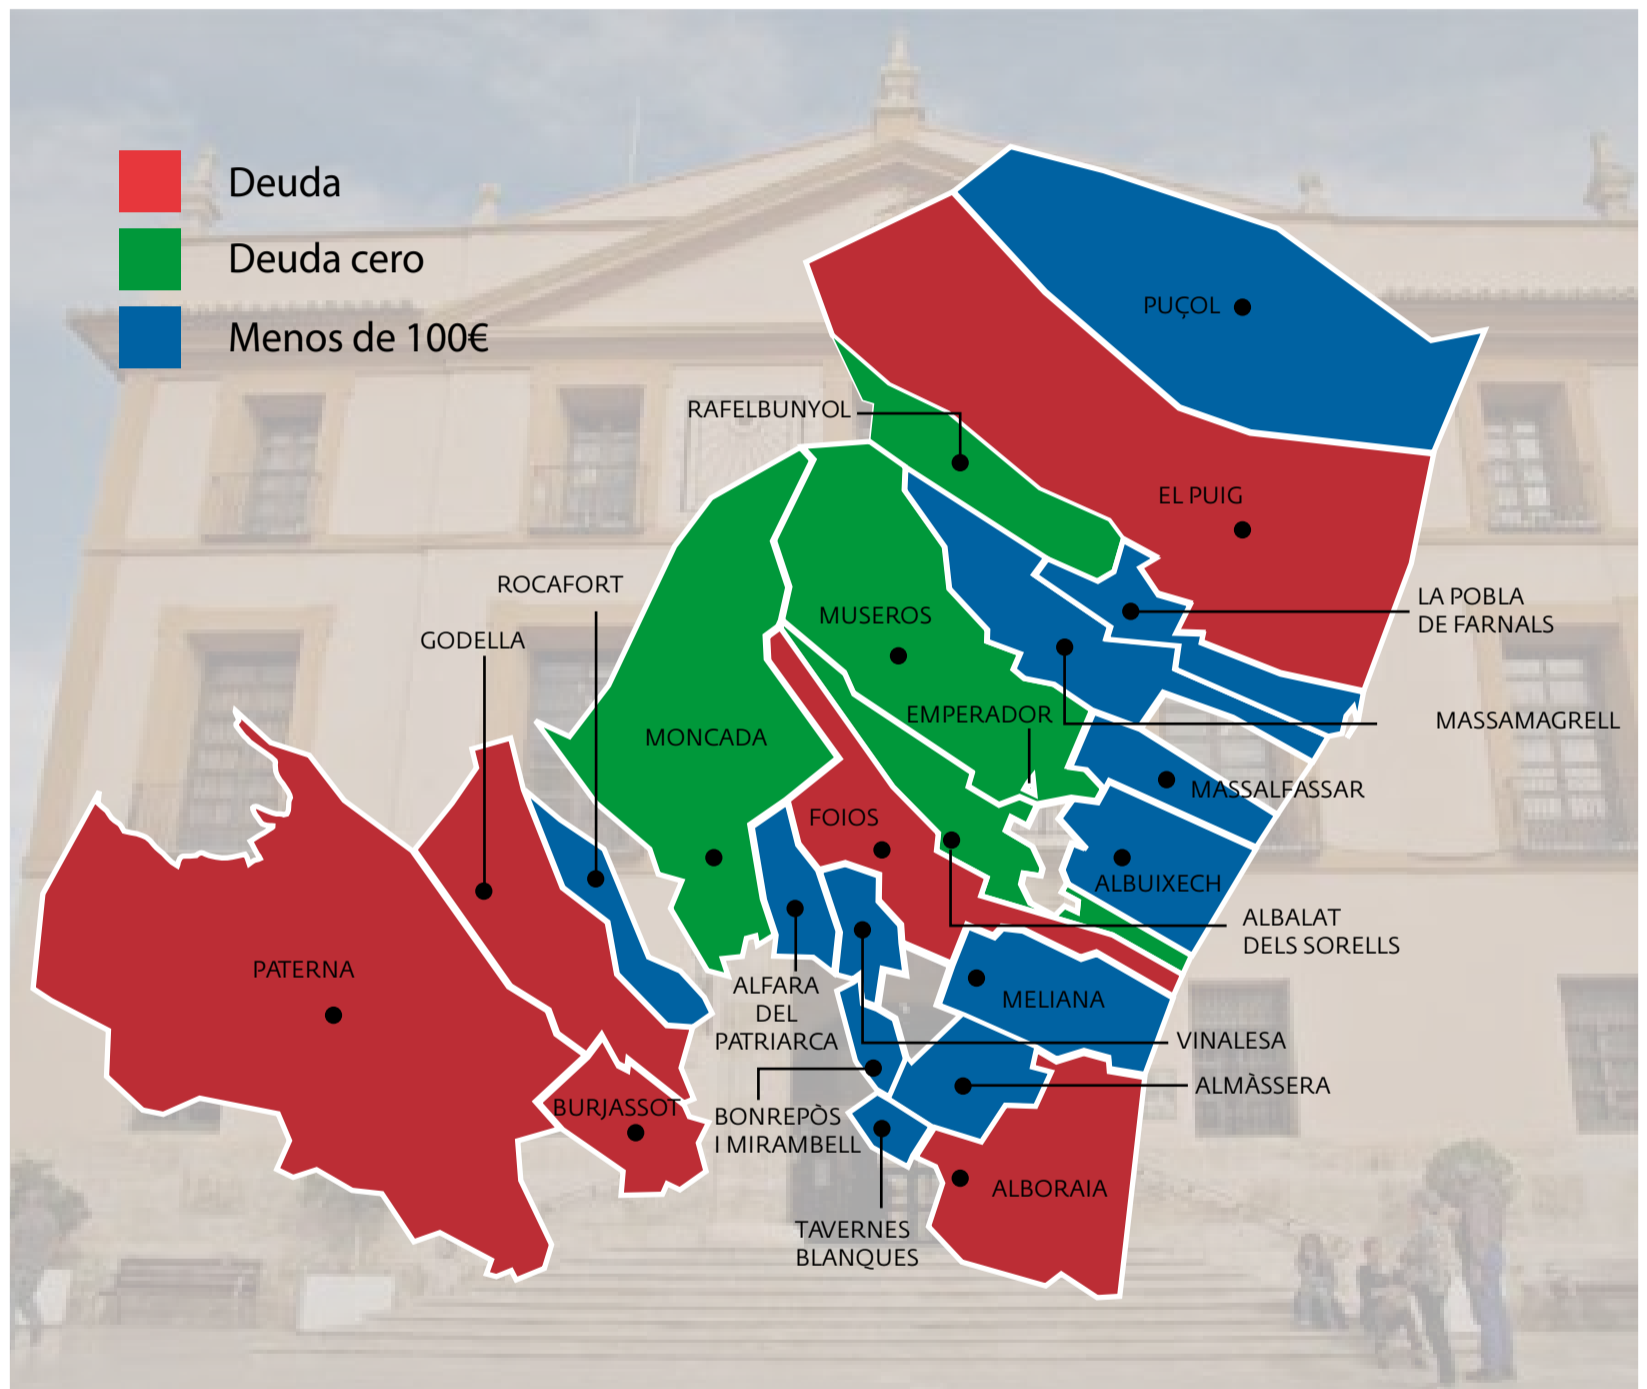 Deuda
Deuda cero
Menos de 100€
PUÇOL
RAFELBUNYOL
EL PUIG
ROCAFORT
LA POBLA
DE FARNALS
MUSEROS
GODELLA
EMPERADOR
MASSAMAGRELL
MONCADA
MASSALFASSAR
FOIOS
ALBUIXECH
ALBALAT
DELS SORELLS
PATERNA
ALFARA
DEL
PATRIARCA
MELIANA
VINALESA
ALMÀSSERA
BURJASSOT
BONREPÒS
I MIRAMBELL
ALBORAIA
TAVERNES
BLANQUES